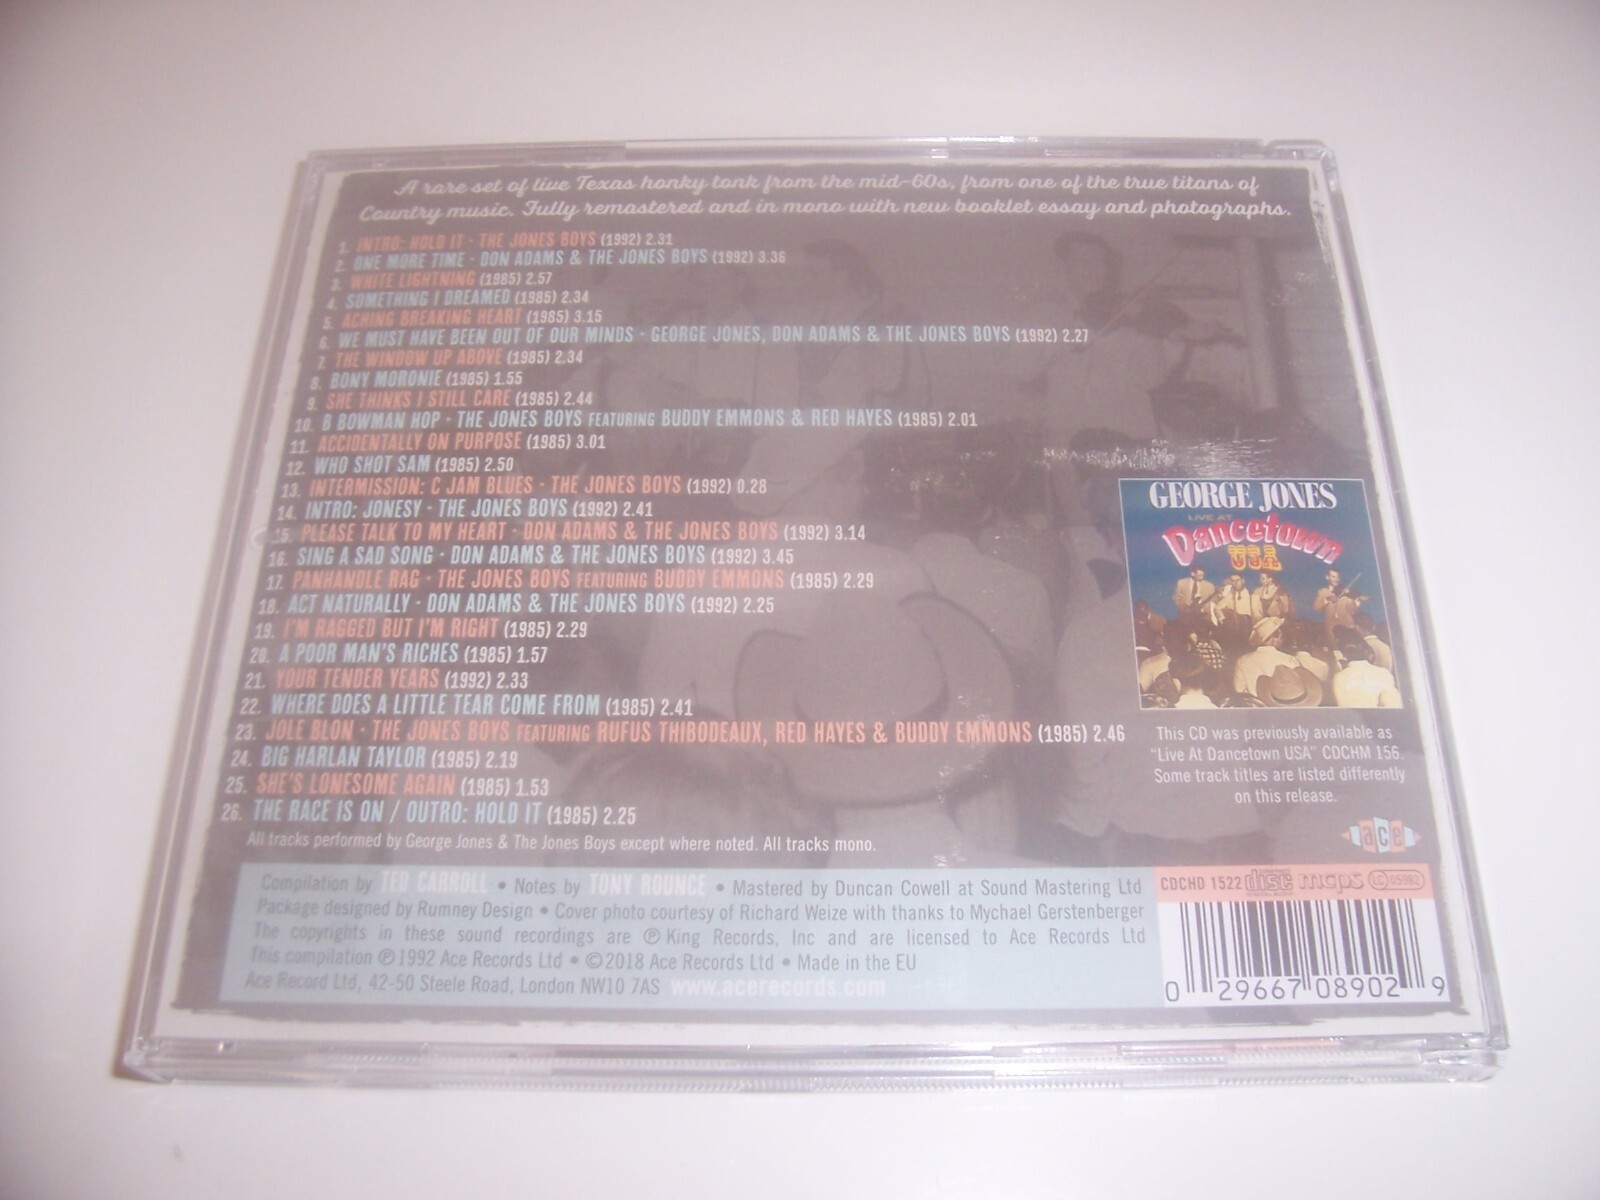 A rare set of live Texas honky tonk from the mid-60s, from one of the true titans of
Country music. Fully remastered and in mono with new booklet essay and photographs.
1. INTRO: HOLD IT · THE JONES BOYS (1992) 2.31
2. ONE MORE TIME · DON ADAMS & THE JONES BOYS (1992) 3.36
3. WHITE LIGHTNING (1985) 2.57
4. SOMETHING I DREAMED (1985) 2.34
5. ACHING BREAKING HEART (1985) 3.15
6. WE MUST HAVE BEEN OUT OF OUR MINDS · GEORGE JONES, DON ADAMS & THE JONES BOYS (1992) 2.27
7. THE WINDOW UP ABOVE (1985) 2.34
8. BONY MORONIE (1985) 1.55
9. SHE THINKS I STILL CARE (1985) 2.44
10. B BOWMAN HOP · THE JONES BOYS FEATURING BUDDY EMMONS & RED HAYES (1985) 2.01
11. ACCIDENTALLY ON PURPOSE (1985) 3.01
12. WHO SHOT SAM (1985) 2.50
13. INTERMISSION: C JAM BLUES · THE JONES BOYS (1992) 0.28
14. INTRO: JONESY · THE JONES BOYS (1992) 2.41
15. PLEASE TALK TO MY HEART · DON ADAMS & THE JONES BOYS (1992) 3.14
16. SING A SAD SONG · DON ADAMS & THE JONES BOYS (1992) 3.45
17. PANHANDLE RAG · THE JONES BOYS FEATURING BUDDY EMMONS (1985) 2.29
18. ACT NATURALLY · DON ADAMS & THE JONES BOYS (1992) 2.25
19. I'M RAGGED BUT I'M RIGHT (1985) 2.29
20. A POOR MAN'S RICHES (1985) 1.57
21. YOUR TENDER YEARS (1992) 2.33
22. WHERE DOES A LITTLE TEAR COME FROM (1985) 2.41
23. JOLE BLON · THE JONES BOYS FEATURING RUFUS THIBODEAUX, RED HAYES & BUDDY EMMONS (1985) 2.46
24. BIG HARLAN TAYLOR (1985) 2.19
25. SHE'S LONESOME AGAIN (1985) 1.53
26. THE RACE IS ON / OUTRO: HOLD IT (1985) 2.25
All tracks performed by George Jones & The Jones Boys except where noted. All tracks mono.
GEORGE JONES
LIVE AT
Dancetown
USA
This CD was previously available as
"Live At Dancetown USA" CDCHM 156.
Some track titles are listed differently
on this release.
ace
Compilation by TED CARROLL • Notes by TONY ROUNCE • Mastered by Duncan Cowell at Sound Mastering Ltd
Package designed by Rumney Design • Cover photo courtesy of Richard Weize with thanks to Mychael Gerstenberger
The copyrights in these sound recordings are ℗ King Records, Inc and are licensed to Ace Records Ltd
This compilation ℗ 1992 Ace Records Ltd • © 2018 Ace Records Ltd • Made in the EU
Ace Record Ltd, 42-50 Steele Road, London NW10 7AS www.acerecords.com
CDCHD 1522 disc mcps LC 05982
0 29667 08902 9